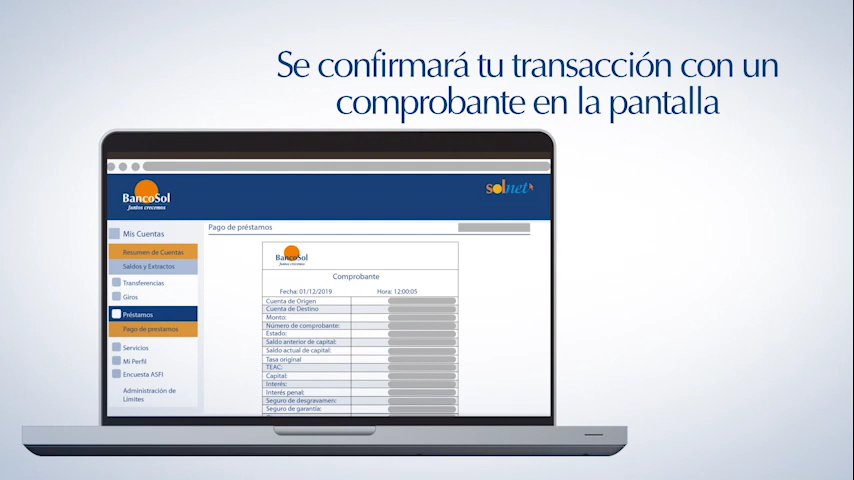 Se confirmará tu transacción con un
comprobante en la pantalla
BancoSol
Juntos crecemos
solnet
Mis Cuentas
Resumen de Cuentas
Saldos y Extractos
Transferencias
Giros
Préstamos
Pago de prestamos
Servicios
Mi Perfil
Encuesta ASFI
Administración de
Límites
Pago de préstamos
BancoSol
Juntos crecemos
Comprobante
Fecha: 01/12/2019 Hora: 12:00:05
Cuenta de Origen
Cuenta de Destino
Monto:
Número de comprobante:
Estado:
Saldo anterior de capital:
Saldo actual de capital:
Tasa original
TEAC:
Capital:
Interés:
Interés penal:
Seguro de desgravamen:
Seguro de garantía: